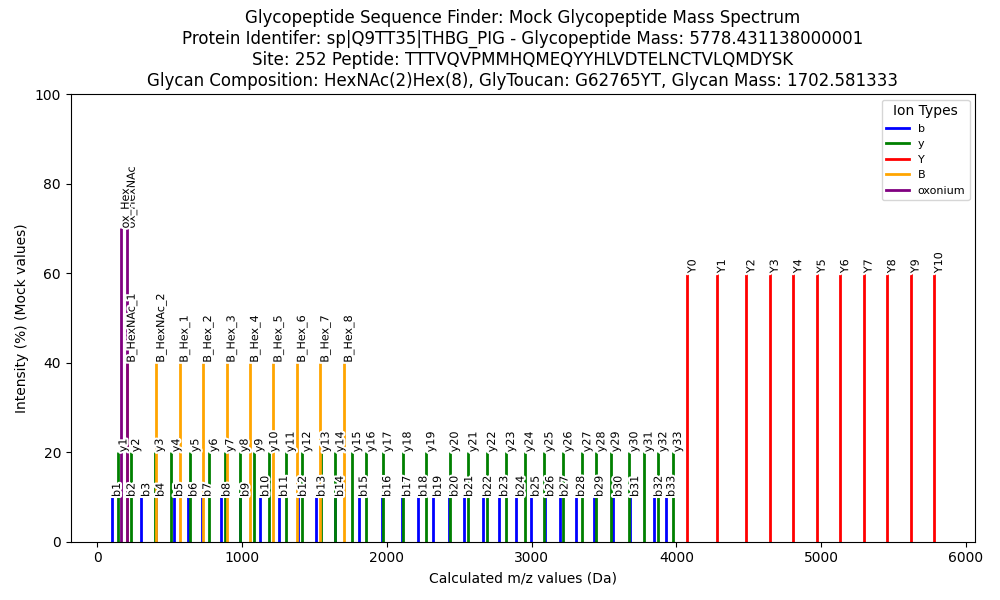 Glycopeptide Sequence Finder: Mock Glycopeptide Mass Spectrum
Protein Identifer: sp|Q9TT35|THBG_PIG - Glycopeptide Mass: 5778.431138000001
Site: 252 Peptide: TTTVQVPMMHQMEQYYHLVDTELNCTVLQMDYSK
Glycan Composition: HexNAc(2)Hex(8), GlyToucan: G62765YT, Glycan Mass: 1702.581333
Intensity (%) (Mock values)
100
80
60
40
20
0
Ion Types
b
y
Y
B
oxonium
ox_Hex
ox_HexNAc
B_HexNAc_1
B_HexNAc_2
B_Hex_1
B_Hex_2
B_Hex_3
B_Hex_4
B_Hex_5
B_Hex_6
B_Hex_7
B_Hex_8
Y0
Y1
Y2
Y3
Y4
Y5
Y6
Y7
Y8
Y9
Y10
y1
y2
y3
y4
y5
y6
y7
y8
y9
y10
y11
y12
y13
y14
y15
y16
y17
y18
y19
y20
y21
y22
y23
y24
y25
y26
y27
y28
y29
y30
y31
y32
y33
b1
b2
b3
b4
b5
b6
b7
b8
b9
b10
b11
b12
b13
b14
b15
b16
b17
b18
b19
b20
b21
b22
b23
b24
b25
b26
b27
b28
b29
b30
b31
b32
b33
0
1000
2000
3000
4000
5000
6000
Calculated m/z values (Da)